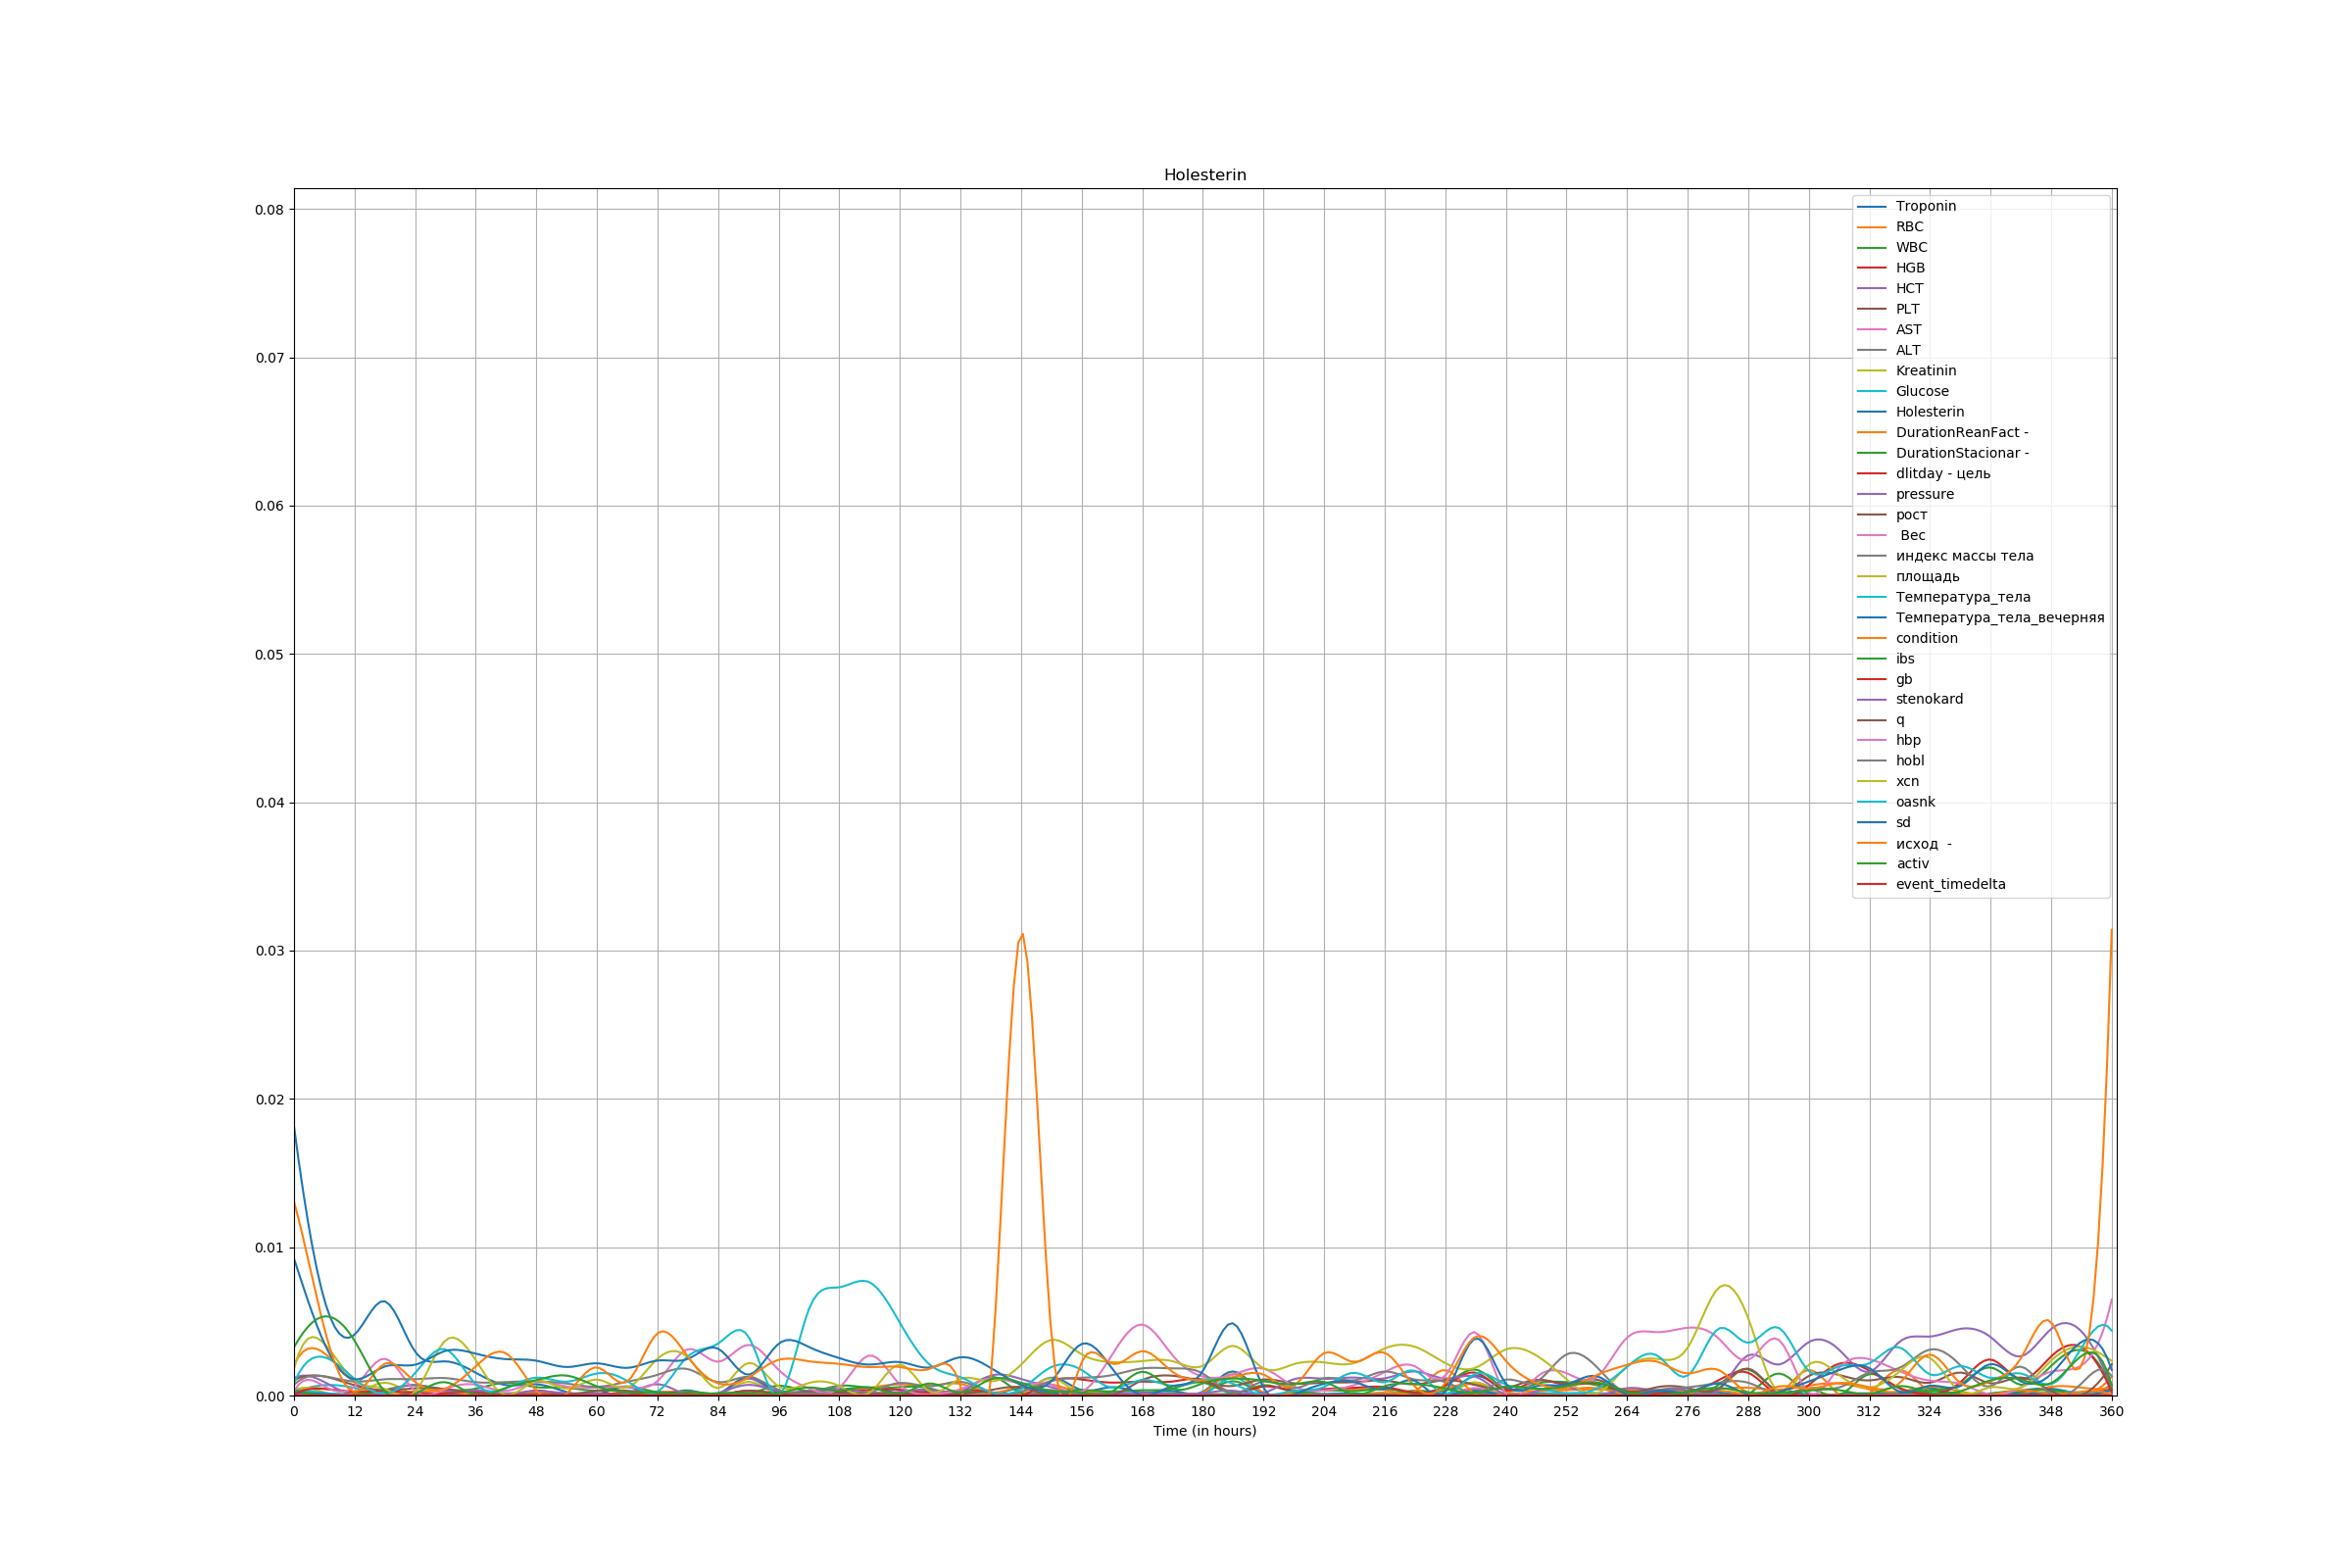 Holesterin
0.08
0.07
0.06
0.05
0.04
0.03
0.02
0.01
0.00
Troponin
RBC
WBC
HGB
HCT
PLT
AST
ALT
Kreatinin
Glucose
Holesterin
DurationReanFact -
DurationStacionar -
dlitday - цель
pressure
рост
Вес
индекс массы тела
площадь
Температура_тела
Температура_тела_вечерняя
condition
ibs
gb
stenokard
q
hbp
hobl
xcn
oasnk
sd
исход -
activ
event_timedelta
0 12 24 36 48 60 72 84 96 108 120 132 144 156 168 180 192 204 216 228 240 252 264 276 288 300 312 324 336 348 360
Time (in hours)